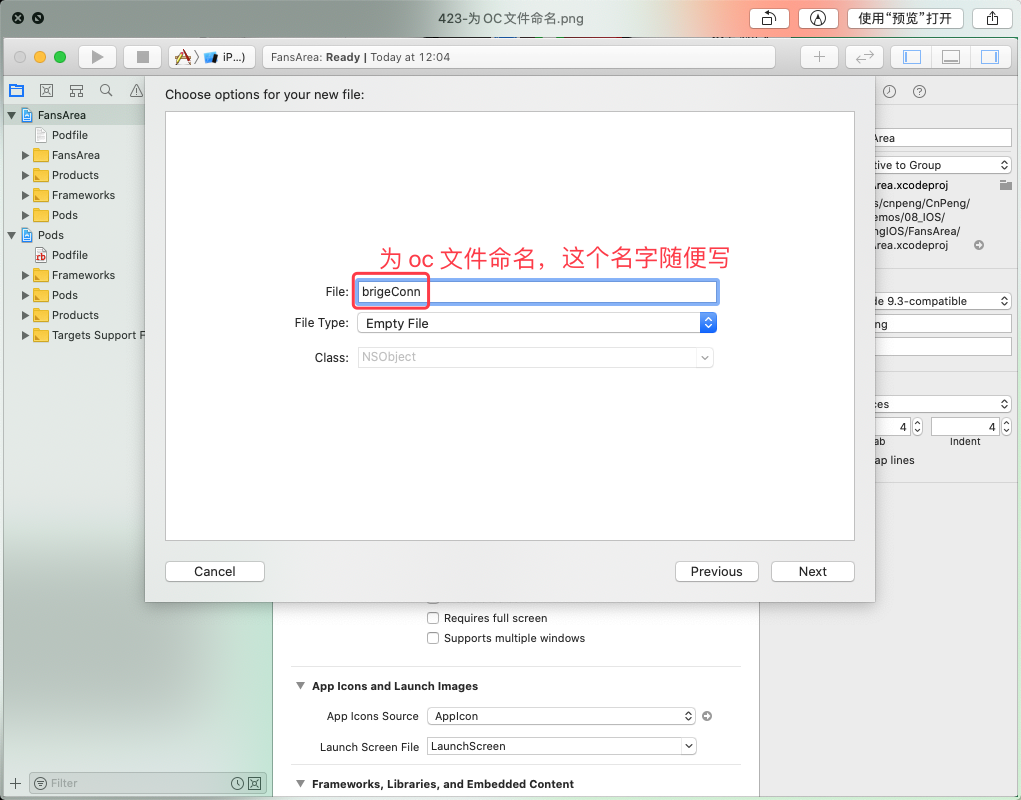 423-为 OC 文件命名.png
使用“预览”打开
iP...)
FansArea: Ready | Today at 12:04
Choose options for your new file:
FansArea
Podfile
FansArea
Products
Frameworks
Pods
Pods
Podfile
Frameworks
Pods
Products
Targets Support F
为 oc 文件命名，这个名字随便写
File: brigeConn
File Type: Empty File
Class: NSObject
Cancel
Previous
Next
Area
tive to Group
Area.xcodeproj
s/cnpeng/CnPeng/
emos/08_IOS/
ngIOS/FansArea/
Area.xcodeproj
de 9.3-compatible
ng
ces
4 4
ab Indent
ap lines
Requires full screen
Supports multiple windows
App Icons and Launch Images
App Icons Source AppIcon
Launch Screen File LaunchScreen
Frameworks, Libraries, and Embedded Content
Filter